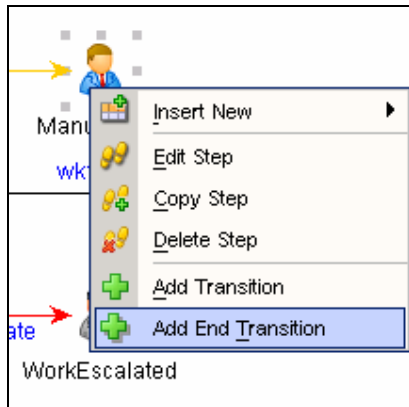 Insert New
Manu
Edit Step
wk
Copy Step
Delete Step
Add Transition
Add End Transition
ate
WorkEscalated